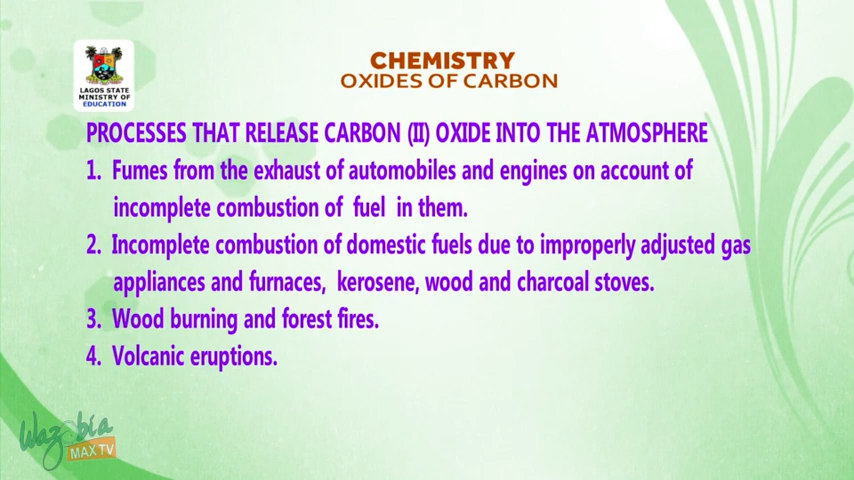 LAGOS STATE
MINISTRY OF
EDUCATION
CHEMISTRY
OXIDES OF CARBON
PROCESSES THAT RELEASE CARBON (II) OXIDE INTO THE ATMOSPHERE
1. Fumes from the exhaust of automobiles and engines on account of
incomplete combustion of fuel in them.
2. Incomplete combustion of domestic fuels due to improperly adjusted gas
appliances and furnaces, kerosene, wood and charcoal stoves.
3. Wood burning and forest fires.
4. Volcanic eruptions.
Wazobia
MAX TV